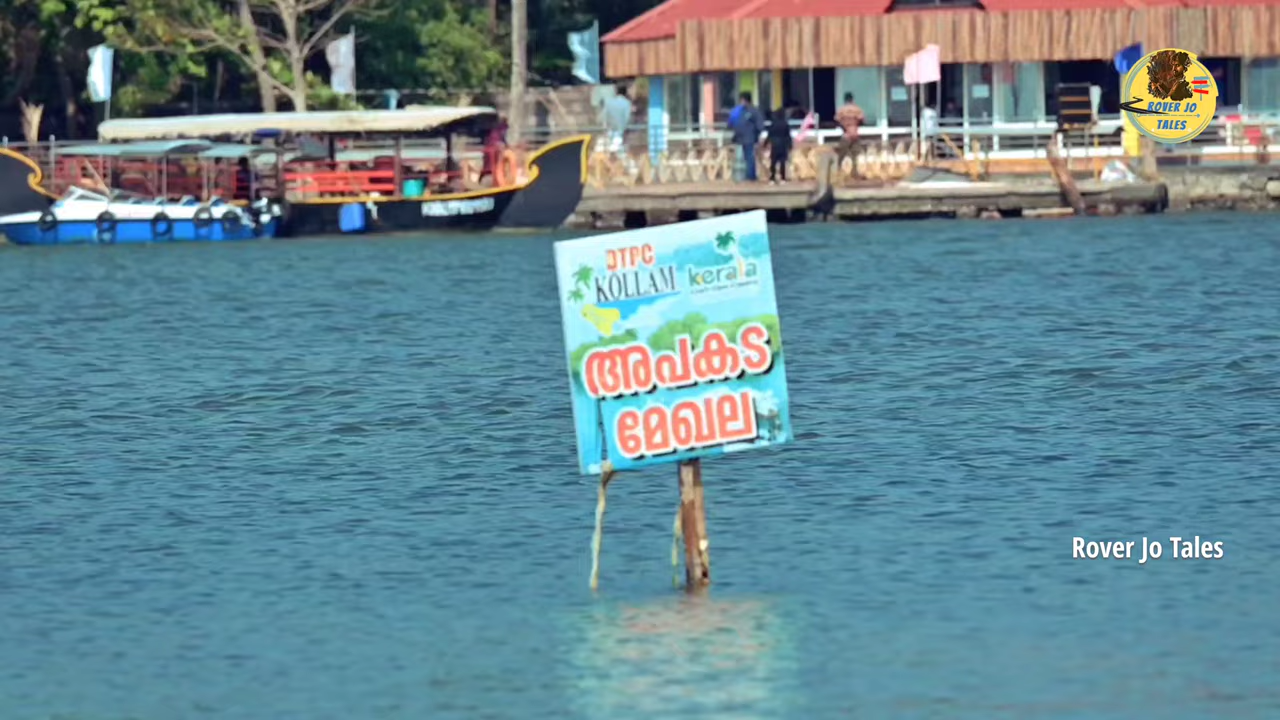 ROVER JO
TALES
DTPC
KOLLAM
kerala
അപകട
മേഖല
Rover Jo Tales